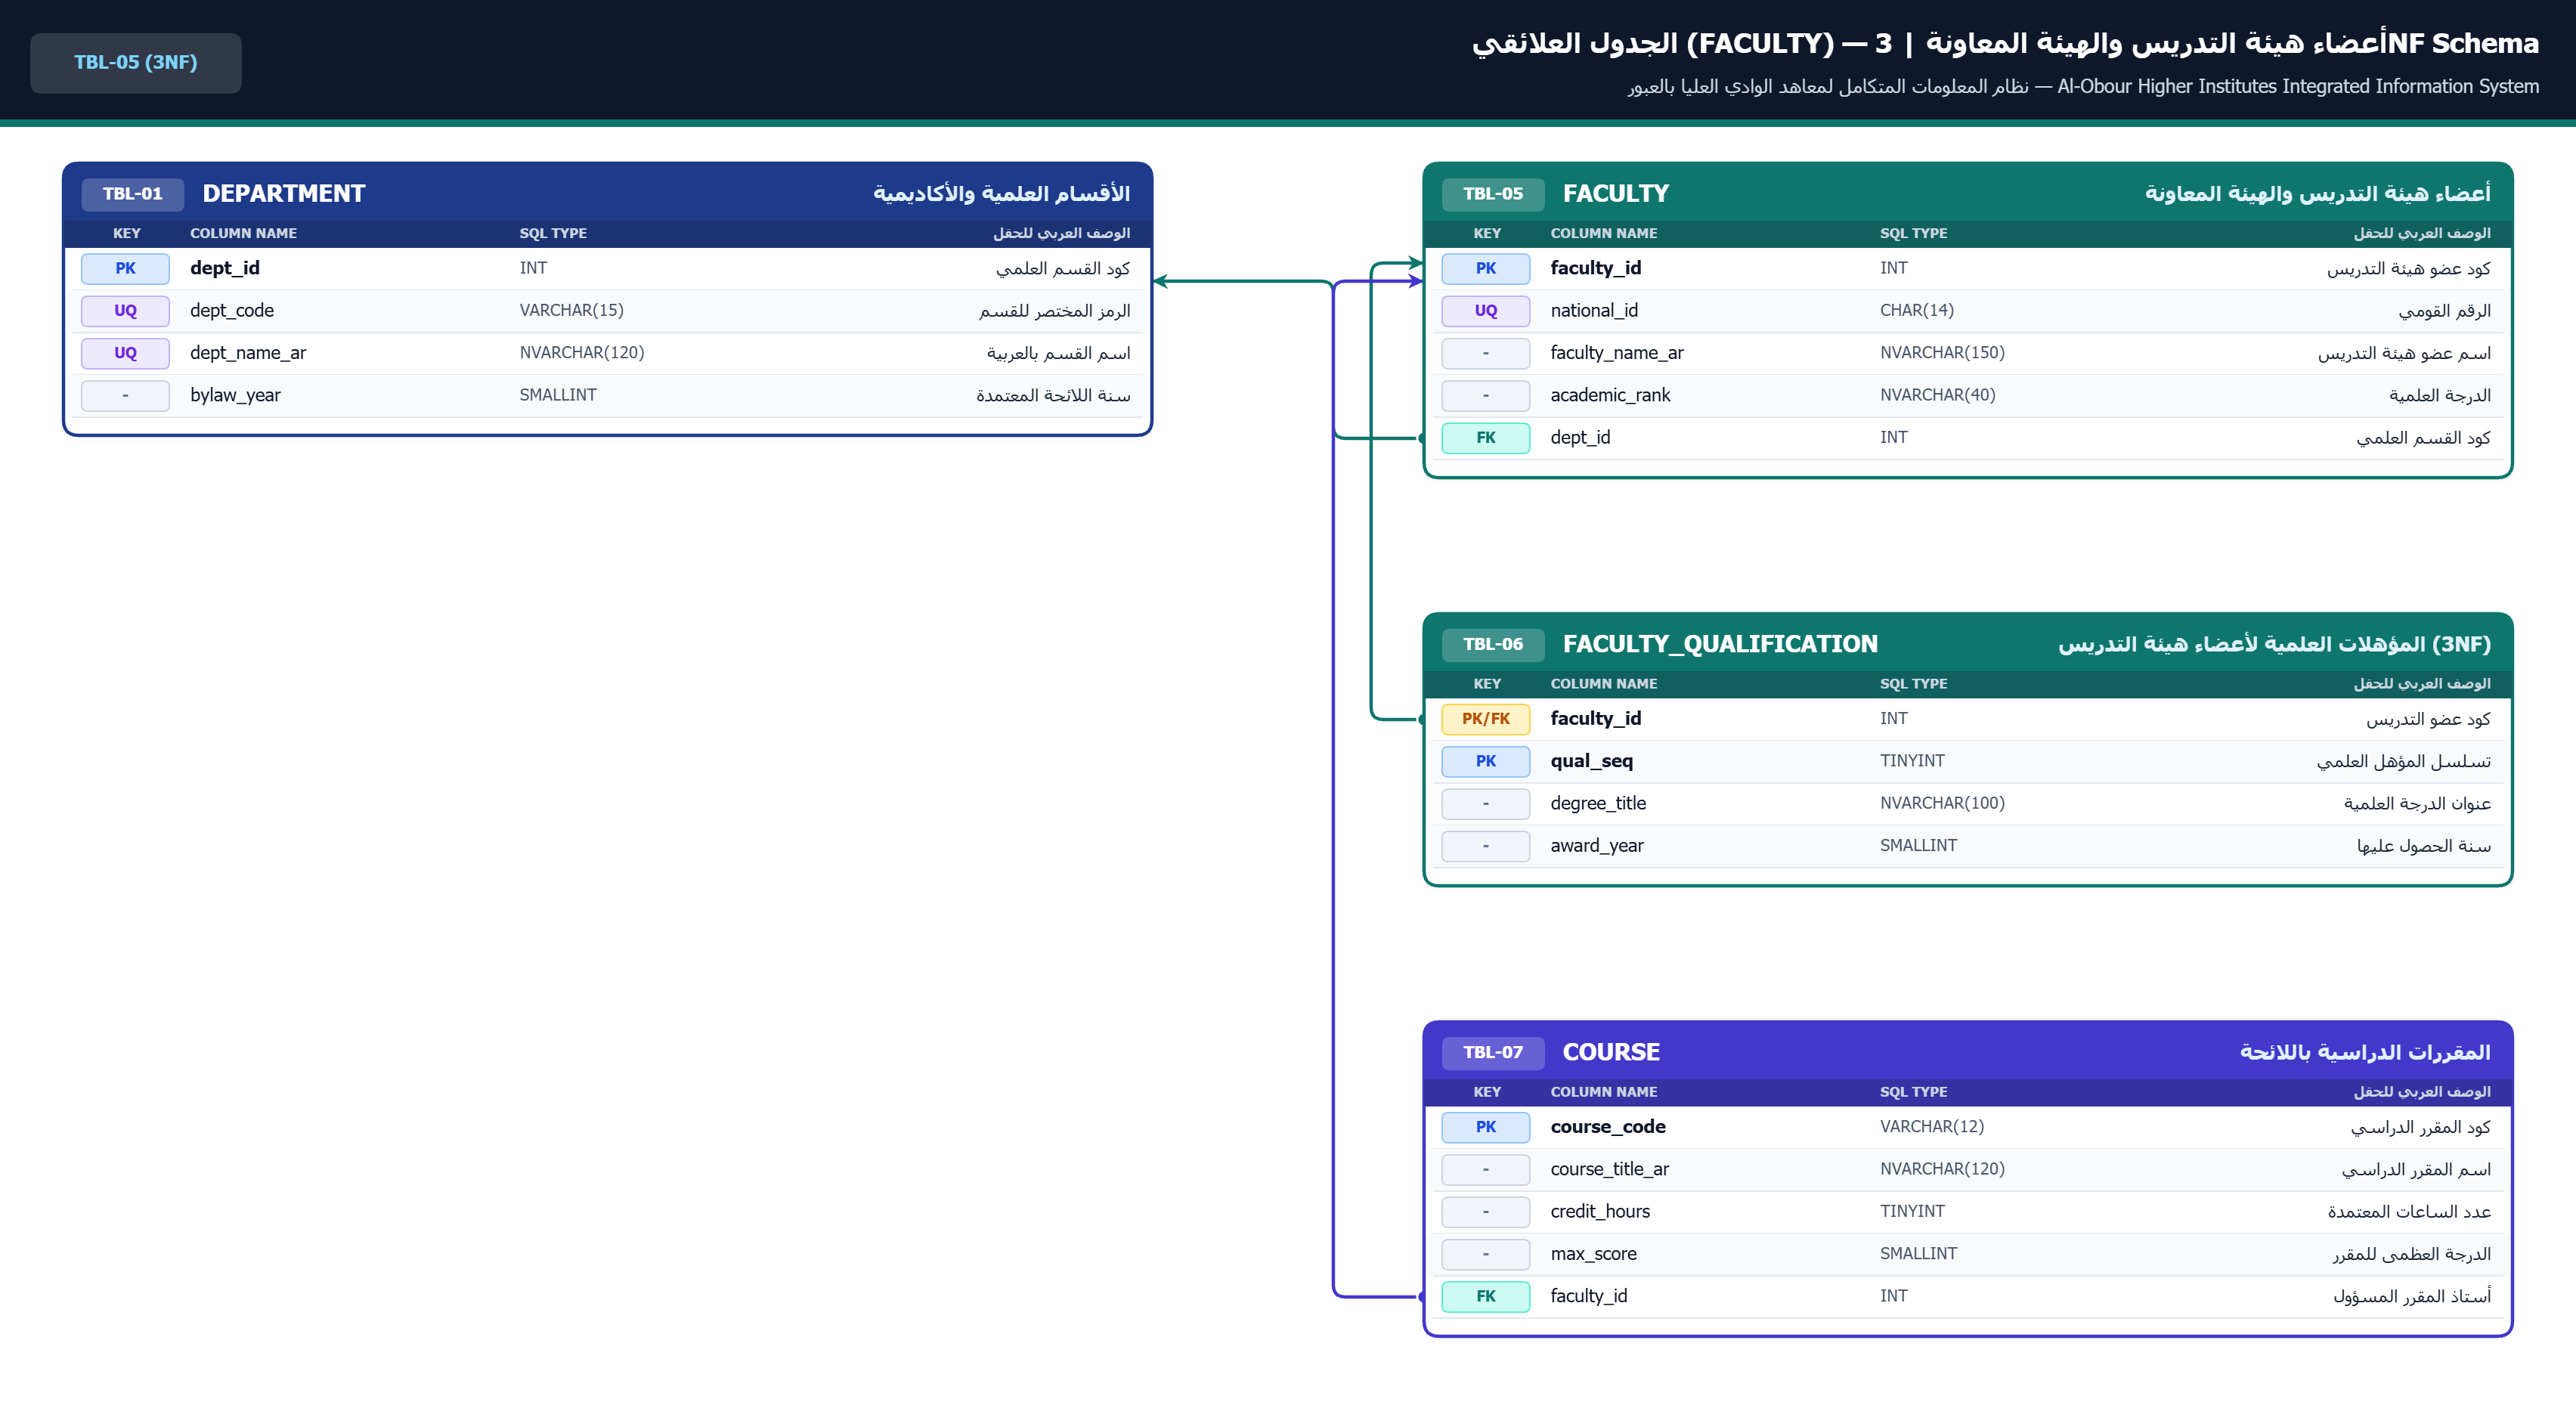 أعضاء هيئة التدريس والهيئة المعاونة | 3NF Schema — (FACULTY) الجدول العلائقي
Al-Obour Higher Institutes Integrated Information System — نظام المعلومات المتكامل لمعاهد الوادي العليا بالعبور
TBL-05 (3NF)
TBL-01 DEPARTMENT الأقسام العلمية والأكاديمية
KEY COLUMN NAME SQL TYPE الوصف العربي للحقل
PK dept_id INT كود القسم العلمي
UQ dept_code VARCHAR(15) الرمز المختصر للقسم
UQ dept_name_ar NVARCHAR(120) اسم القسم بالعربية
- bylaw_year SMALLINT سنة اللائحة المعتمدة
TBL-05 FACULTY أعضاء هيئة التدريس والهيئة المعاونة
KEY COLUMN NAME SQL TYPE الوصف العربي للحقل
PK faculty_id INT كود عضو هيئة التدريس
UQ national_id CHAR(14) الرقم القومي
- faculty_name_ar NVARCHAR(150) اسم عضو هيئة التدريس
- academic_rank NVARCHAR(40) الدرجة العلمية
FK dept_id INT كود القسم العلمي
TBL-06 FACULTY_QUALIFICATION المؤهلات العلمية لأعضاء هيئة التدريس (3NF)
KEY COLUMN NAME SQL TYPE الوصف العربي للحقل
PK/FK faculty_id INT كود عضو التدريس
PK qual_seq TINYINT تسلسل المؤهل العلمي
- degree_title NVARCHAR(100) عنوان الدرجة العلمية
- award_year SMALLINT سنة الحصول عليها
TBL-07 COURSE المقررات الدراسية باللائحة
KEY COLUMN NAME SQL TYPE الوصف العربي للحقل
PK course_code VARCHAR(12) كود المقرر الدراسي
- course_title_ar NVARCHAR(120) اسم المقرر الدراسي
- credit_hours TINYINT عدد الساعات المعتمدة
- max_score SMALLINT الدرجة العظمى للمقرر
FK faculty_id INT أستاذ المقرر المسؤول